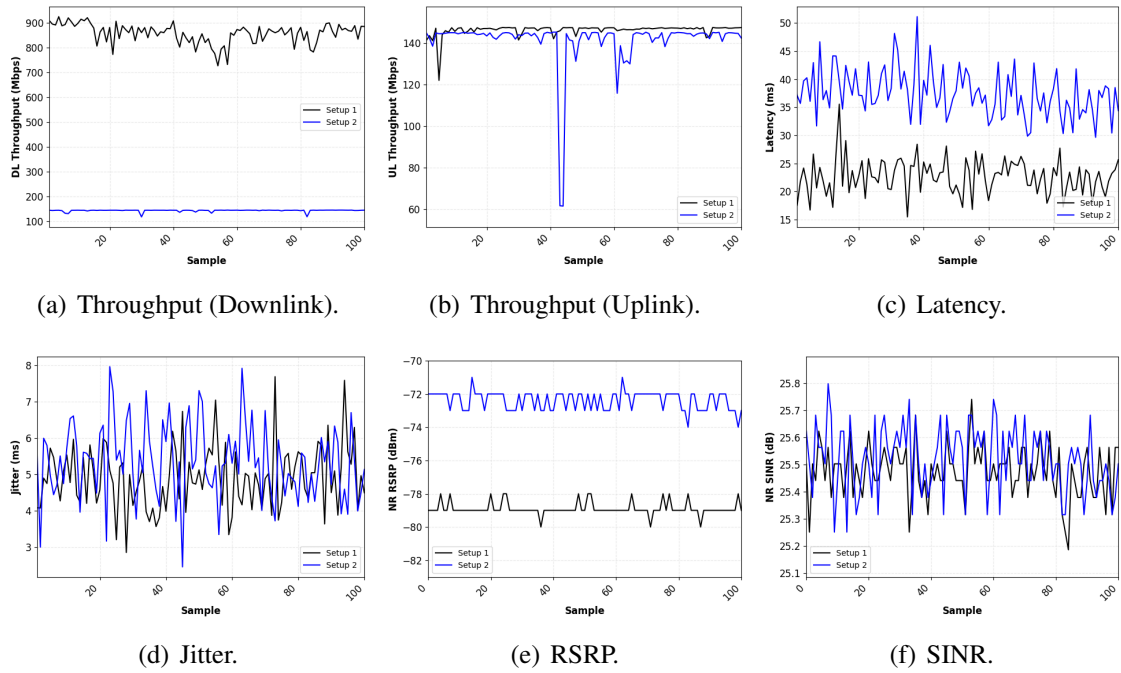 DL Throughput (Mbps)
900
800
700
600
500
400
300
200
100
Setup 1
Setup 2
20
40
60
80
100
Sample
(a) Throughput (Downlink).
UL Throughput (Mbps)
140
120
100
80
60
Setup 1
Setup 2
20
40
60
80
100
Sample
(b) Throughput (Uplink).
Latency (ms)
50
45
40
35
30
25
20
15
Setup 1
Setup 2
20
40
60
80
100
Sample
(c) Latency.
Jitter (ms)
8
7
6
5
4
3
Setup 1
Setup 2
20
40
60
80
100
Sample
(d) Jitter.
NR RSRP (dBm)
−70
−72
−74
−76
−78
−80
−82
Setup 1
Setup 2
0
20
40
60
80
100
Sample
(e) RSRP.
NR SINR (dB)
25.8
25.7
25.6
25.5
25.4
25.3
25.2
25.1
Setup 1
Setup 2
0
20
40
60
80
100
Sample
(f) SINR.